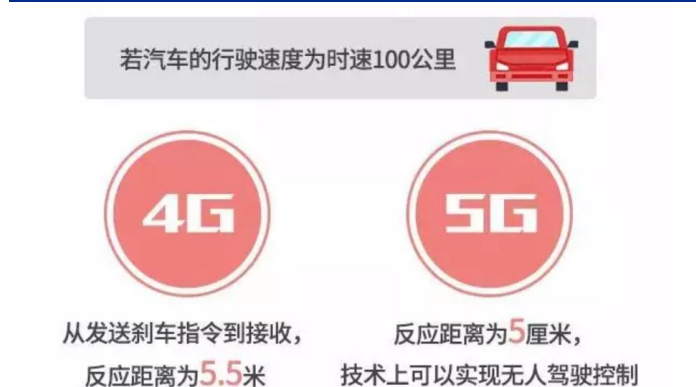 若汽车的行驶速度为时速100公里
4G
5G
从发送刹车指令到接收，
反应距离为5.5米
反应距离为5厘米，
技术上可以实现无人驾驶控制